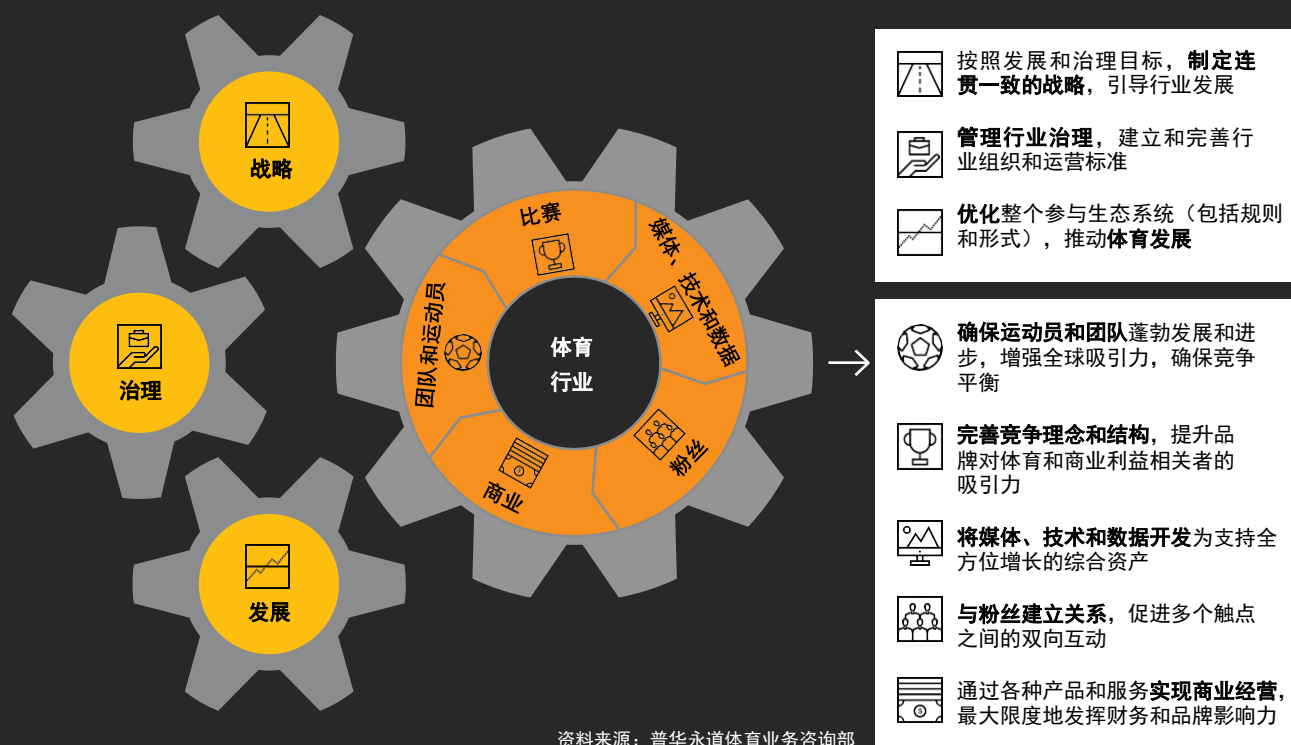 战略
治理
发展
比赛
媒体、技术和数据
粉丝
商业
团队和运动员
体育
行业
按照发展和治理目标，制定连
贯一致的战略，引导行业发展
管理行业治理，建立和完善行
业组织和运营标准
优化整个参与生态系统（包括规则
和形式），推动体育发展
确保运动员和团队蓬勃发展和进
步，增强全球吸引力，确保竞争
平衡
完善竞争理念和结构，提升品
牌对体育和商业利益相关者的
吸引力
将媒体、技术和数据开发为支持全
方位增长的综合资产
与粉丝建立关系，促进多个触点
之间的双向互动
通过各种产品和服务实现商业经营，
最大限度地发挥财务和品牌影响力
资料来源：普华永道体育业务咨询部